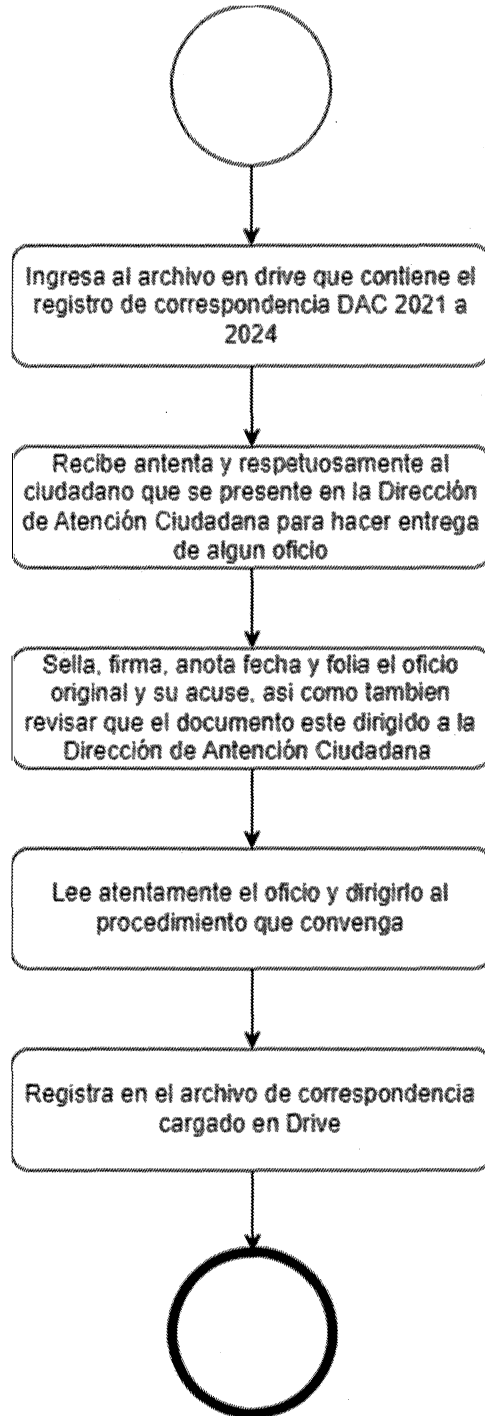 Ingresa al archivo en drive que contiene el
registro de correspondencia DAC 2021 a
2024
Recibe antenta y respetuosamente al
ciudadano que se presente en la Dirección
de Atención Ciudadana para hacer entrega
de algun oficio
Sella, firma, anota fecha y folia el oficio
original y su acuse, asi como tambien
revisar que el documento este dirigido a la
Dirección de Antención Ciudadana
Lee atentamente el oficio y dirigirlo al
procedimiento que convenga
Registra en el archivo de correspondencia
cargado en Drive